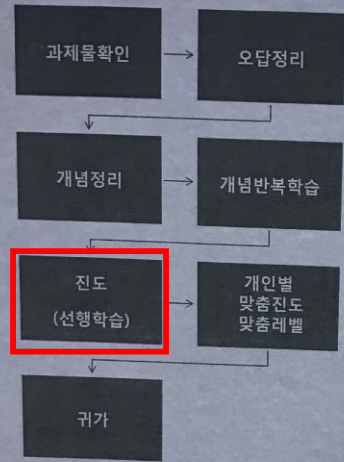 과제물확인
오답정리
개념정리
개념반복학습
진도
(선행학습)
개인별
맞춤진도
맞춤레벨
귀가